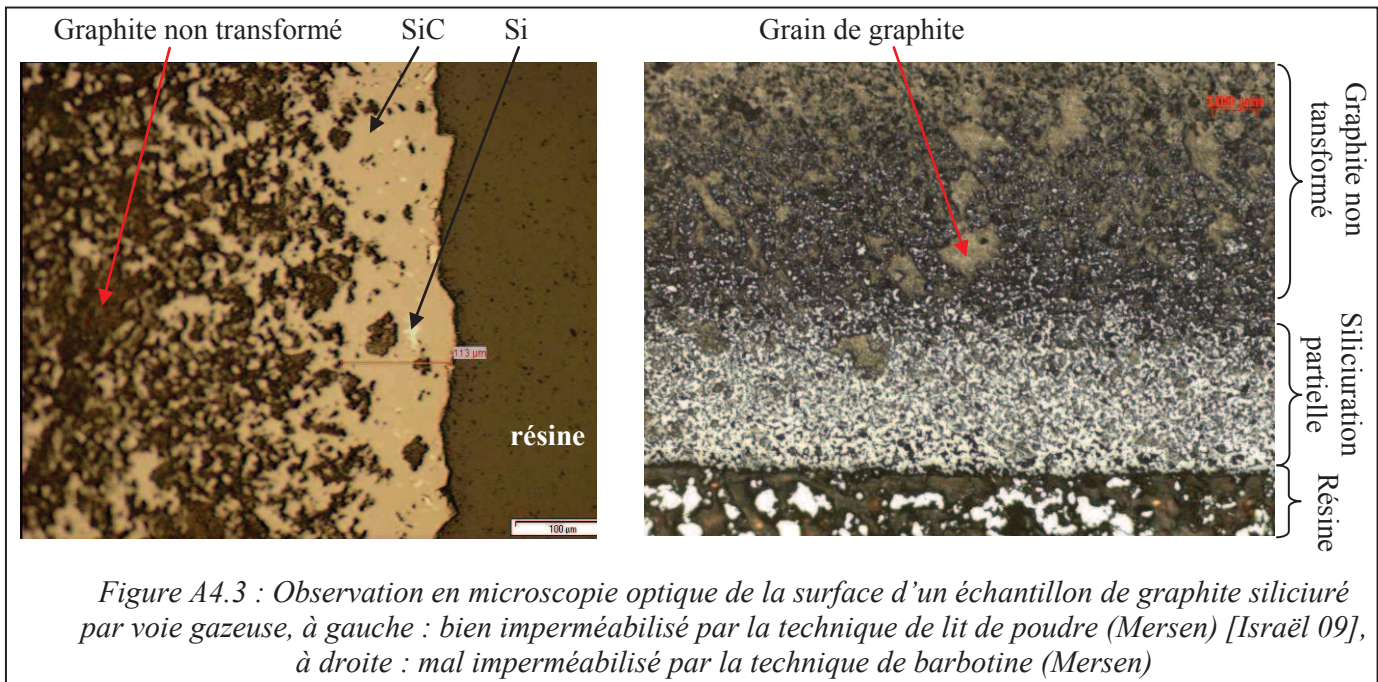 Graphite non transformé
SiC
Si
Grain de graphite
113 µm
résine
100 µm
100 µm
Graphite non
tansformé
Siliciuration
partielle
Résine
Figure A4.3 : Observation en microscopie optique de la surface d’un échantillon de graphite siliciuré
par voie gazeuse, à gauche : bien imperméabilisé par la technique de lit de poudre (Mersen) [Israël 09],
à droite : mal imperméabilisé par la technique de barbotine (Mersen)